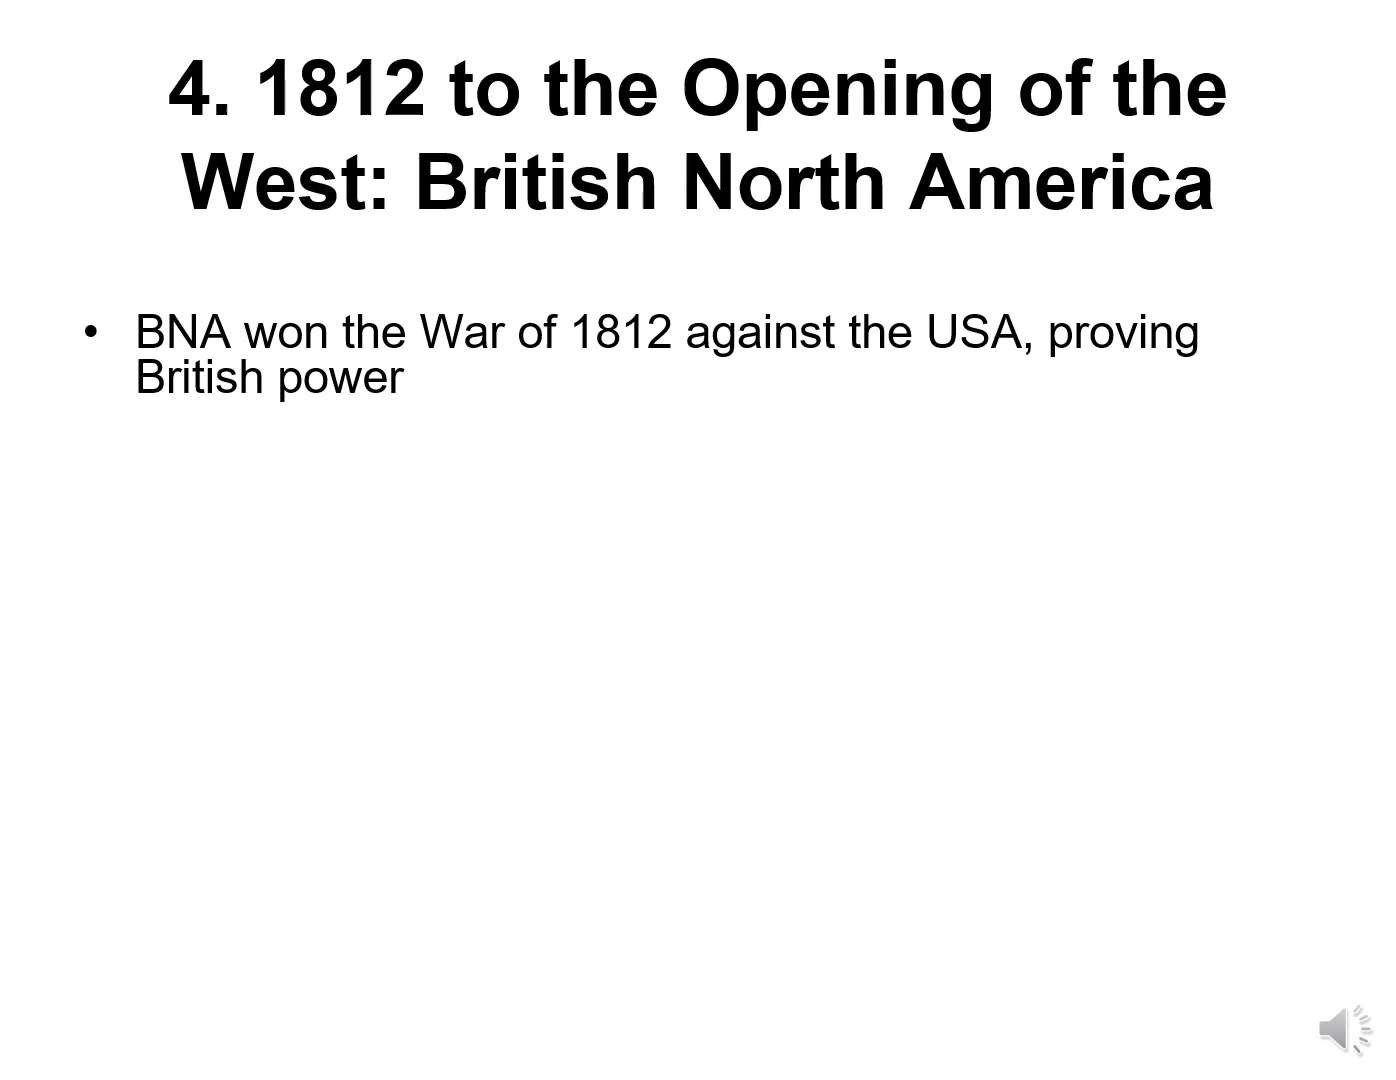 4. 1812 to the Opening of the
West: British North America
• BNA won the War of 1812 against the USA, proving
British power